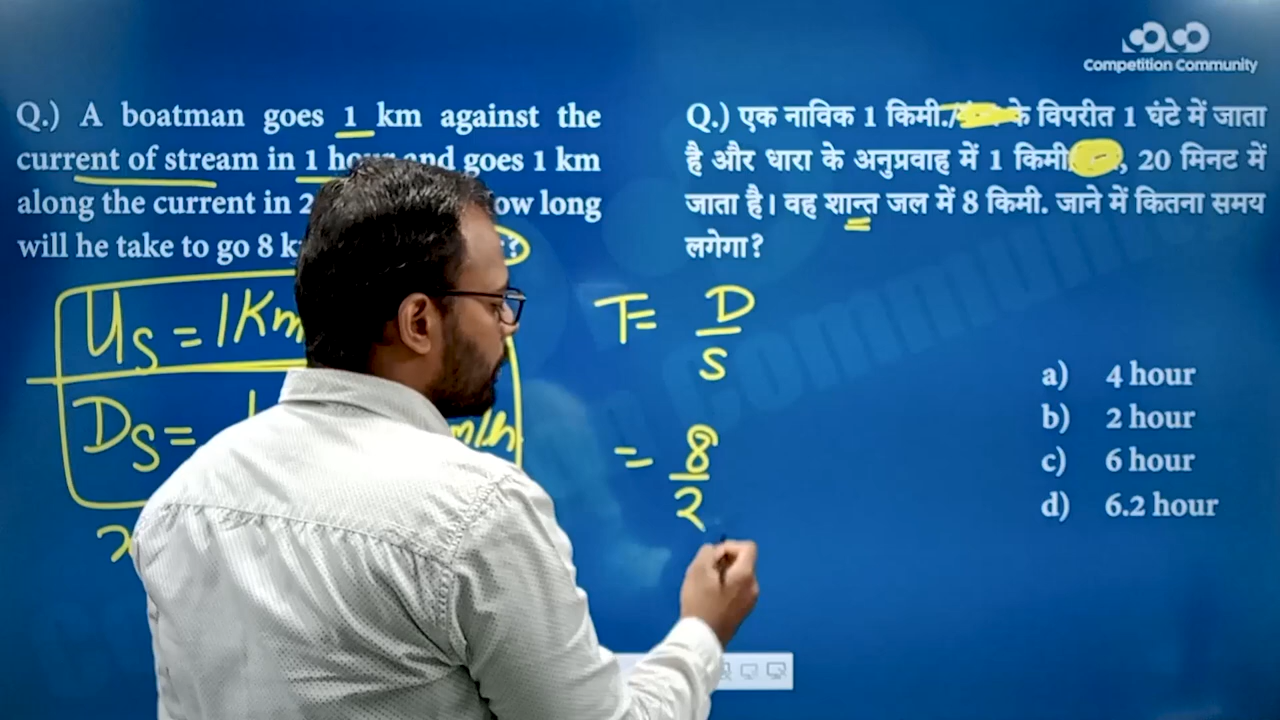 Competition Community
Q.) A boatman goes 1 km against the
current of stream in 1 hour and goes 1 km
along the current in 2 ow long
will he take to go 8 k ?
Q.) एक नाविक 1 किमी./ के विपरीत 1 घंटे में जाता
है और धारा के अनुप्रवाह में 1 किमी , 20 मिनट में
जाता है। वह शान्त जल में 8 किमी. जाने में कितना समय
लगेगा?
US = 1Km
DS = m/h
T = D/S
= 8/2
a) 4 hour
b) 2 hour
c) 6 hour
d) 6.2 hour